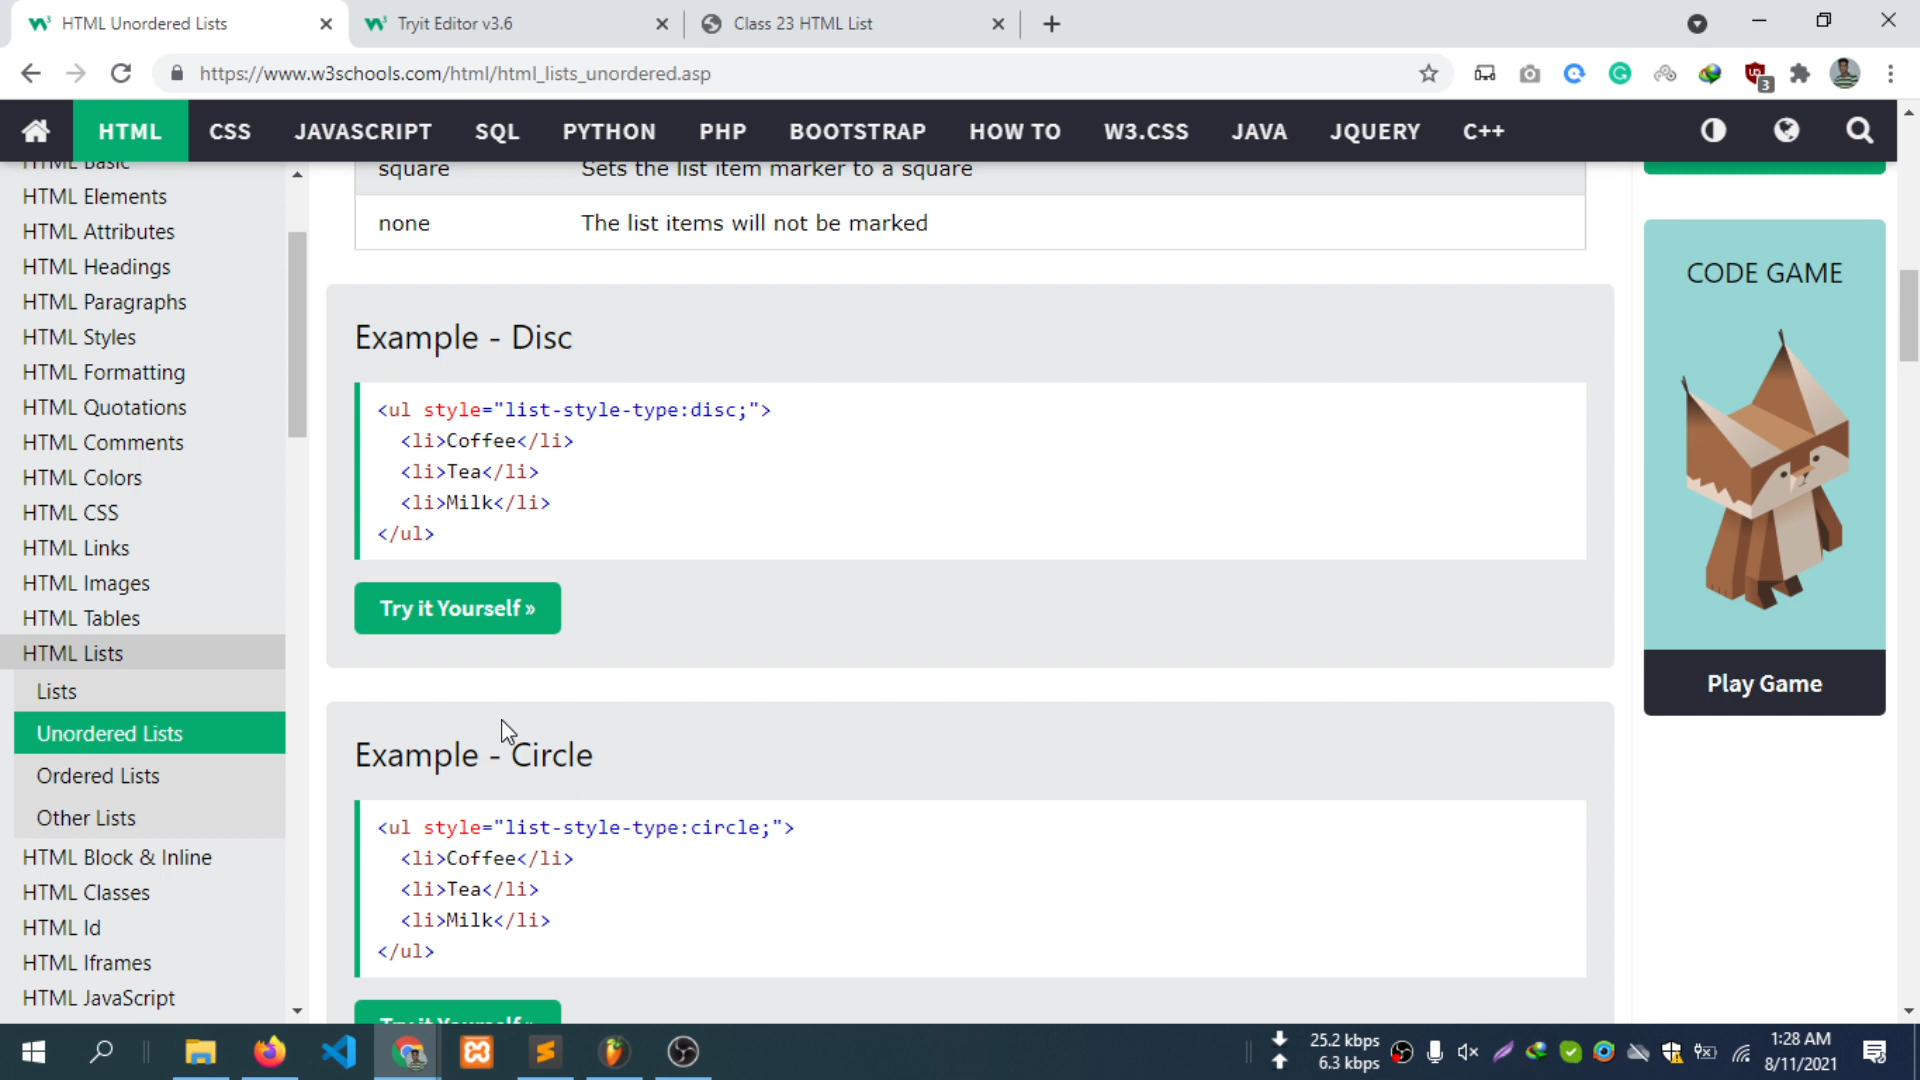 HTML Unordered Lists
Tryit Editor v3.6
Class 23 HTML List
https://www.w3schools.com/html/html_lists_unordered.asp
3
HTML
CSS
JAVASCRIPT
SQL
PYTHON
PHP
BOOTSTRAP
HOW TO
W3.CSS
JAVA
JQUERY
C++
HTML Basic
HTML Elements
HTML Attributes
HTML Headings
HTML Paragraphs
HTML Styles
HTML Formatting
HTML Quotations
HTML Comments
HTML Colors
HTML CSS
HTML Links
HTML Images
HTML Tables
HTML Lists
Lists
Unordered Lists
Ordered Lists
Other Lists
HTML Block & Inline
HTML Classes
HTML Id
HTML Iframes
HTML JavaScript
square Sets the list item marker to a square
none The list items will not be marked
Example - Disc
<ul style="list-style-type:disc;">
<li>Coffee</li>
<li>Tea</li>
<li>Milk</li>
</ul>
Try it Yourself »
Example - Circle
<ul style="list-style-type:circle;">
<li>Coffee</li>
<li>Tea</li>
<li>Milk</li>
</ul>
Try it Yourself »
CODE GAME
Play Game
25.2 kbps
6.3 kbps
1:28 AM
8/11/2021